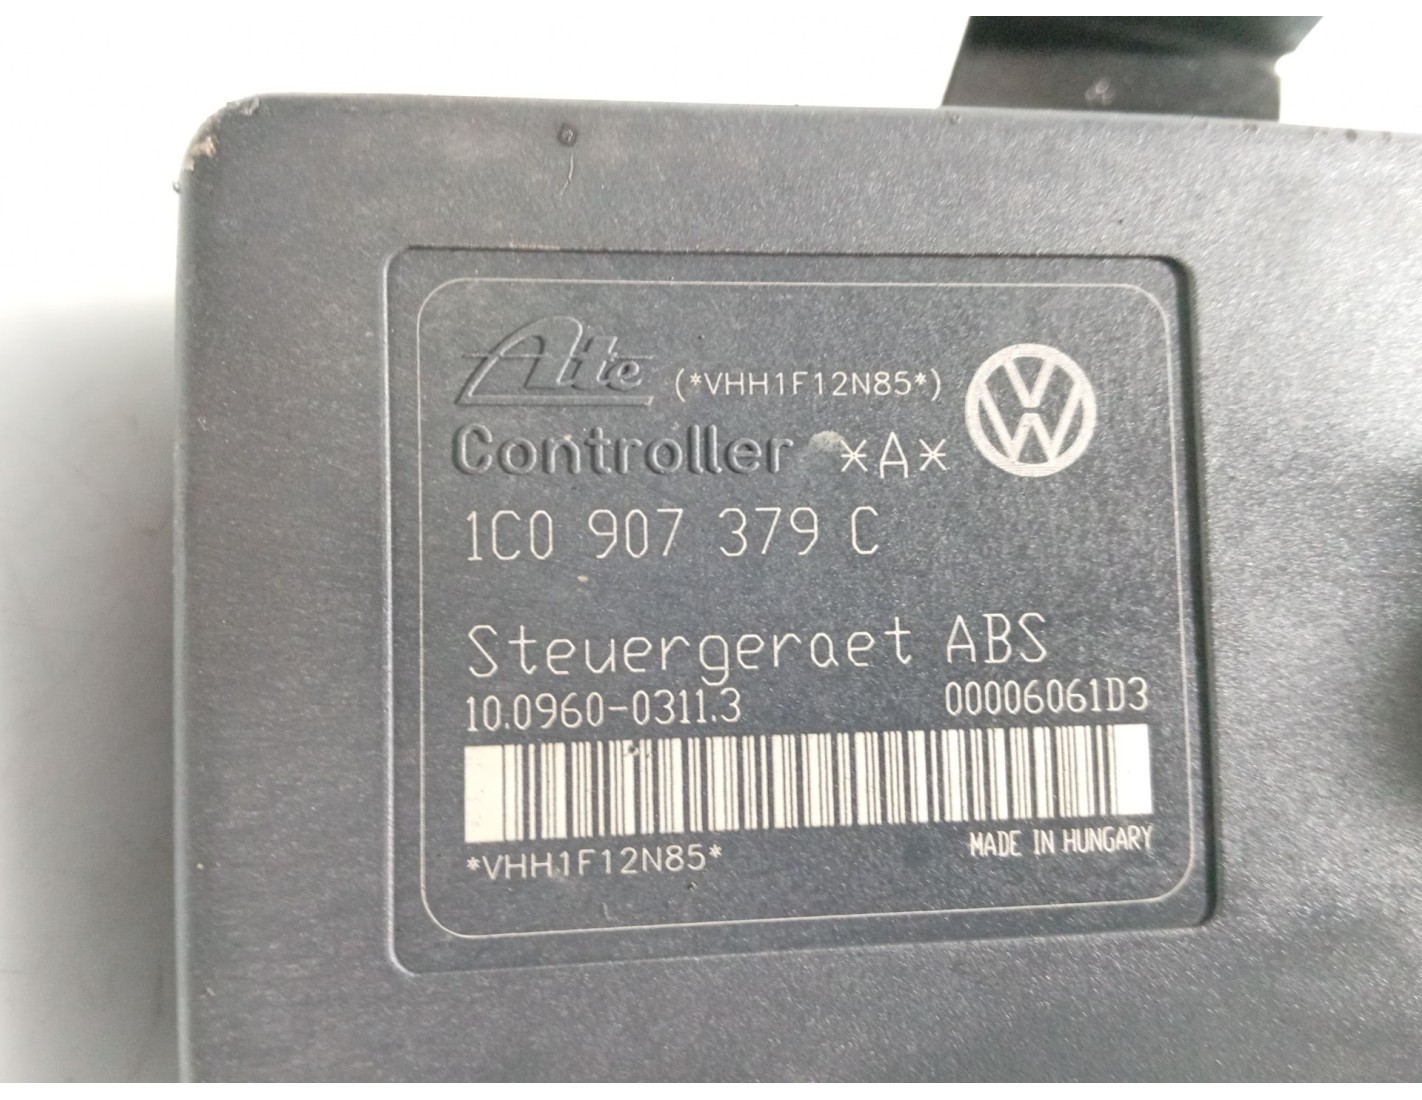 Ate (*VHH1F12N85*)
Controller *A*
1C0 907 379 C
Steuergeraet ABS
10.0960-0311.3 00006061D3
*VHH1F12N85*
MADE IN HUNGARY